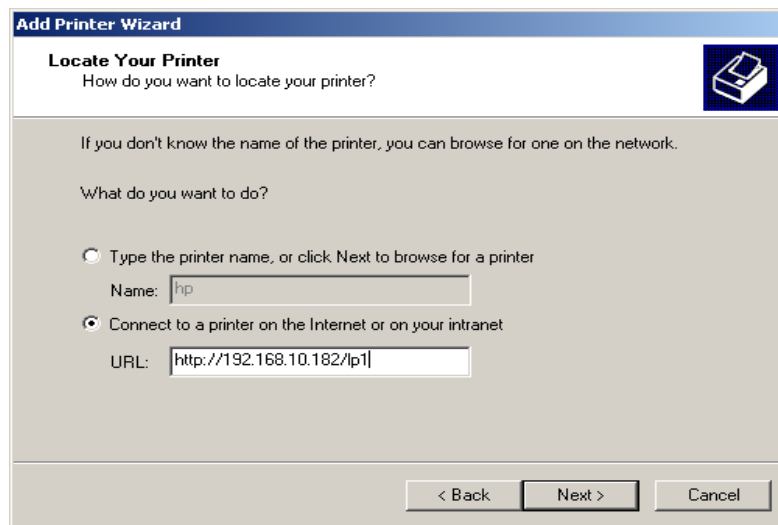 Add Printer Wizard
Locate Your Printer
How do you want to locate your printer?
If you don't know the name of the printer, you can browse for one on the network.
What do you want to do?
Type the printer name, or click Next to browse for a printer
Name: hp
Connect to a printer on the Internet or on your intranet
URL: http://192.168.10.182/lp1
< Back Next > Cancel